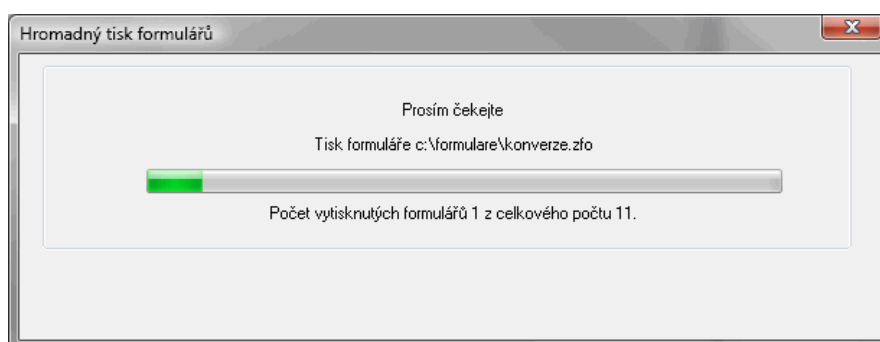 Hromadný tisk formulářů
Prosím čekejte
Tisk formuláře c:\formulare\konverze.zfo
Počet vytisknutých formulářů 1 z celkového počtu 11.